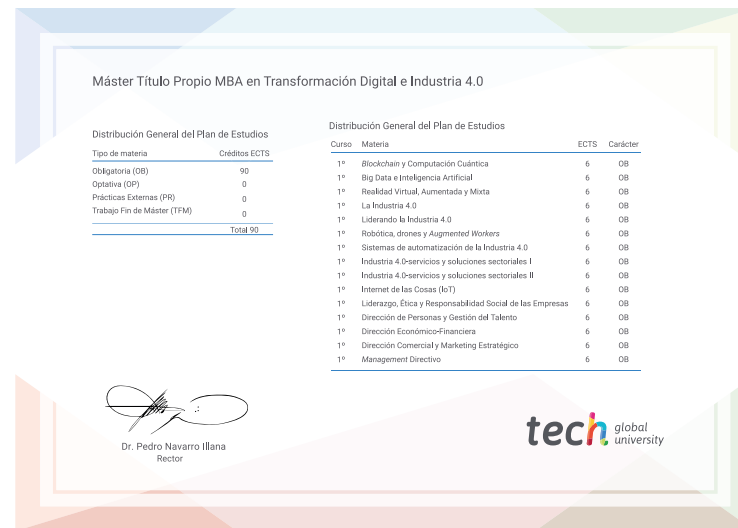 Máster Título Propio MBA en Transformación Digital e Industria 4.0
Distribución General del Plan de Estudios
Tipo de materia Créditos ECTS
Obligatoria (OB) 90
Optativa (OP) 0
Prácticas Externas (PR) 0
Trabajo Fin de Máster (TFM) 0
Total 90
Distribución General del Plan de Estudios
Curso Materia ECTS Carácter
1º Blockchain y Computación Cuántica 6 OB
1º Big Data e Inteligencia Artificial 6 OB
1º Realidad Virtual, Aumentada y Mixta 6 OB
1º La Industria 4.0 6 OB
1º Liderando la Industria 4.0 6 OB
1º Robótica, drones y Augmented Workers 6 OB
1º Sistemas de automatización de la Industria 4.0 6 OB
1º Industria 4.0-servicios y soluciones sectoriales I 6 OB
1º Industria 4.0-servicios y soluciones sectoriales II 6 OB
1º Internet de las Cosas (IoT) 6 OB
1º Liderazgo, Ética y Responsabilidad Social de las Empresas 6 OB
1º Dirección de Personas y Gestión del Talento 6 OB
1º Dirección Económico-Financiera 6 OB
1º Dirección Comercial y Marketing Estratégico 6 OB
1º Management Directivo 6 OB
Dr. Pedro Navarro Illana
Rector
tech global
university